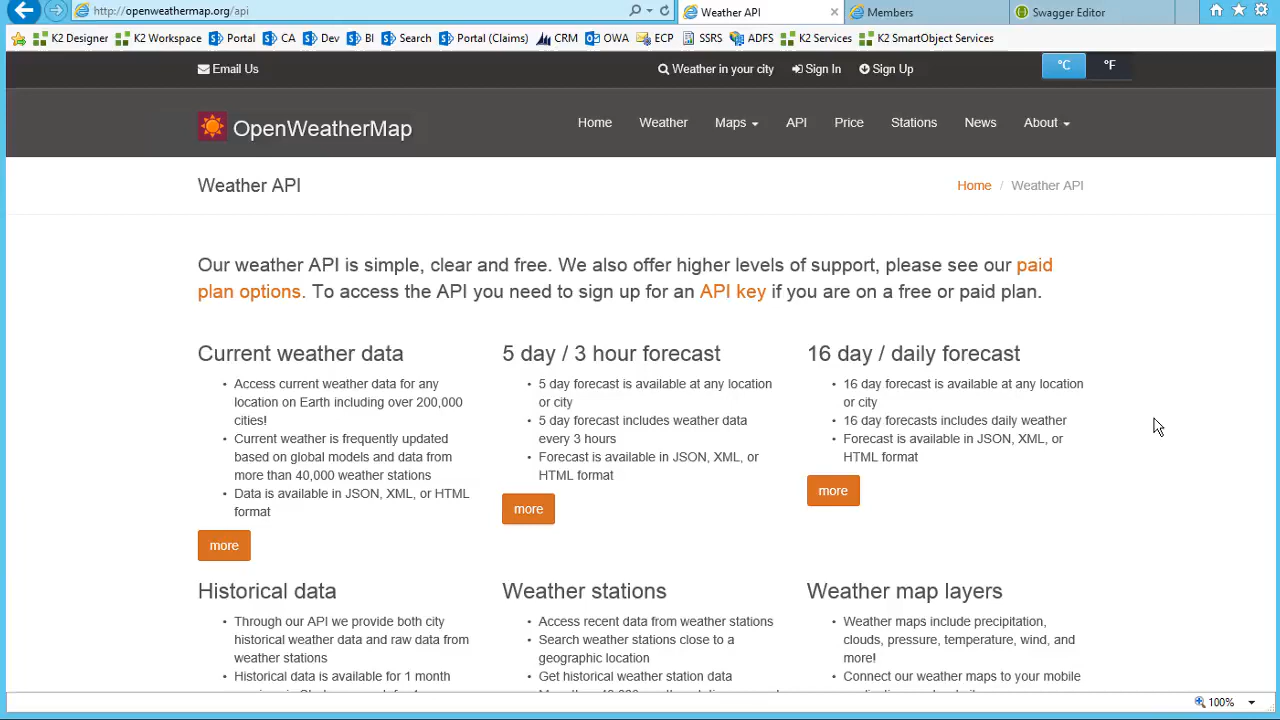 http://openweathermap.org/api
Weather API
Members
Swagger Editor
K2 Designer
K2 Workspace
Portal
CA
Dev
BI
Search
Portal (Claims)
CRM
OWA
ECP
SSRS
ADFS
K2 Services
K2 SmartObject Services
Email Us
Weather in your city
Sign In
Sign Up
°C
°F
OpenWeatherMap
Home
Weather
Maps
API
Price
Stations
News
About
Weather API
Home / Weather API
Our weather API is simple, clear and free. We also offer higher levels of support, please see our paid
plan options. To access the API you need to sign up for an API key if you are on a free or paid plan.
Current weather data
• Access current weather data for any
location on Earth including over 200,000
cities!
• Current weather is frequently updated
based on global models and data from
more than 40,000 weather stations
• Data is available in JSON, XML, or HTML
format
more
5 day / 3 hour forecast
• 5 day forecast is available at any location
or city
• 5 day forecast includes weather data
every 3 hours
• Forecast is available in JSON, XML, or
HTML format
more
16 day / daily forecast
• 16 day forecast is available at any location
or city
• 16 day forecasts includes daily weather
• Forecast is available in JSON, XML, or
HTML format
more
Historical data
• Through our API we provide both city
historical weather data and raw data from
weather stations
• Historical data is available for 1 month
Weather stations
• Access recent data from weather stations
• Search weather stations close to a
geographic location
• Get historical weather station data
Weather map layers
• Weather maps include precipitation,
clouds, pressure, temperature, wind, and
more!
• Connect our weather maps to your mobile
100%